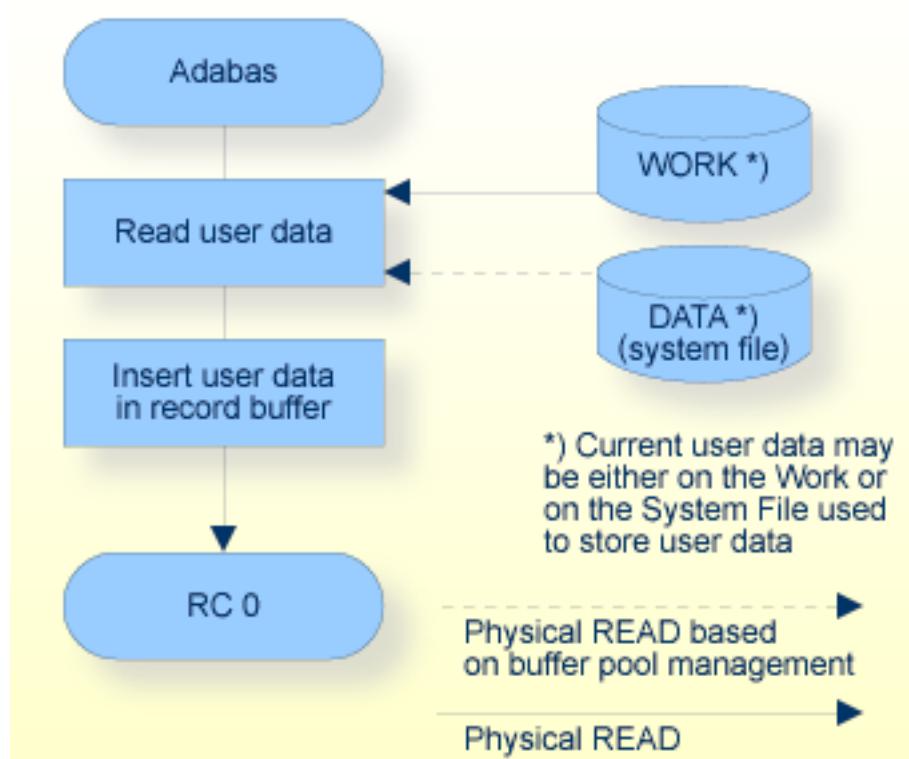 Adabas
WORK *)
Read user data
DATA *)
(system file)
Insert user data
in record buffer
*) Current user data may
be either on the Work or
on the System File used
to store user data
RC 0
Physical READ based
on buffer pool management
Physical READ